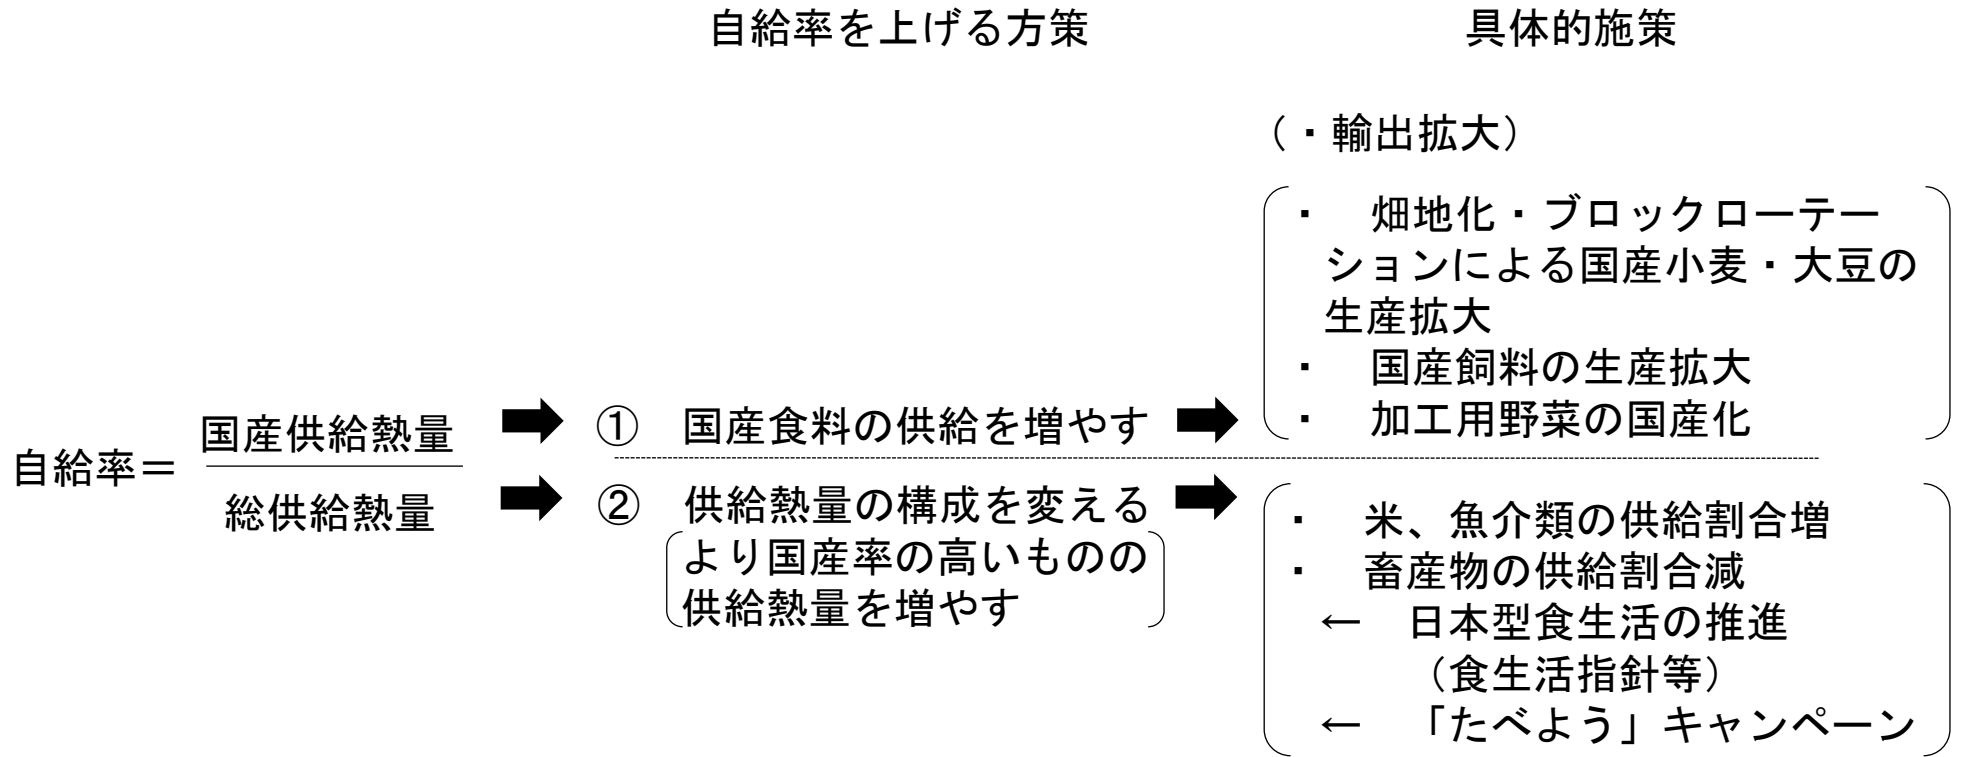 自給率を上げる方策
具体的施策
(・輸出拡大)
・ 畑地化・ブロックローテー
ションによる国産小麦・大豆の
生産拡大
・ 国産飼料の生産拡大
・ 加工用野菜の国産化
自給率＝
国産供給熱量
総供給熱量
① 国産食料の供給を増やす
② 供給熱量の構成を変える
より国産率の高いものの
供給熱量を増やす
・ 米、魚介類の供給割合増
・ 畜産物の供給割合減
← 日本型食生活の推進
（食生活指針等）
← 「たべよう」キャンペーン